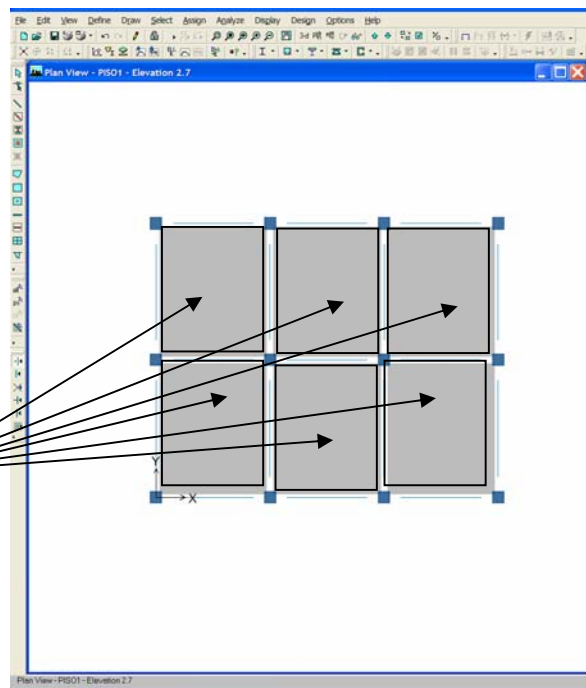 File Edit View Define Draw Select Assign Analyze Display Design Options Help
Plan View - PISO1 - Elevation 2.7
Y
X
Plan View - PISO1 - Elevation 2.7